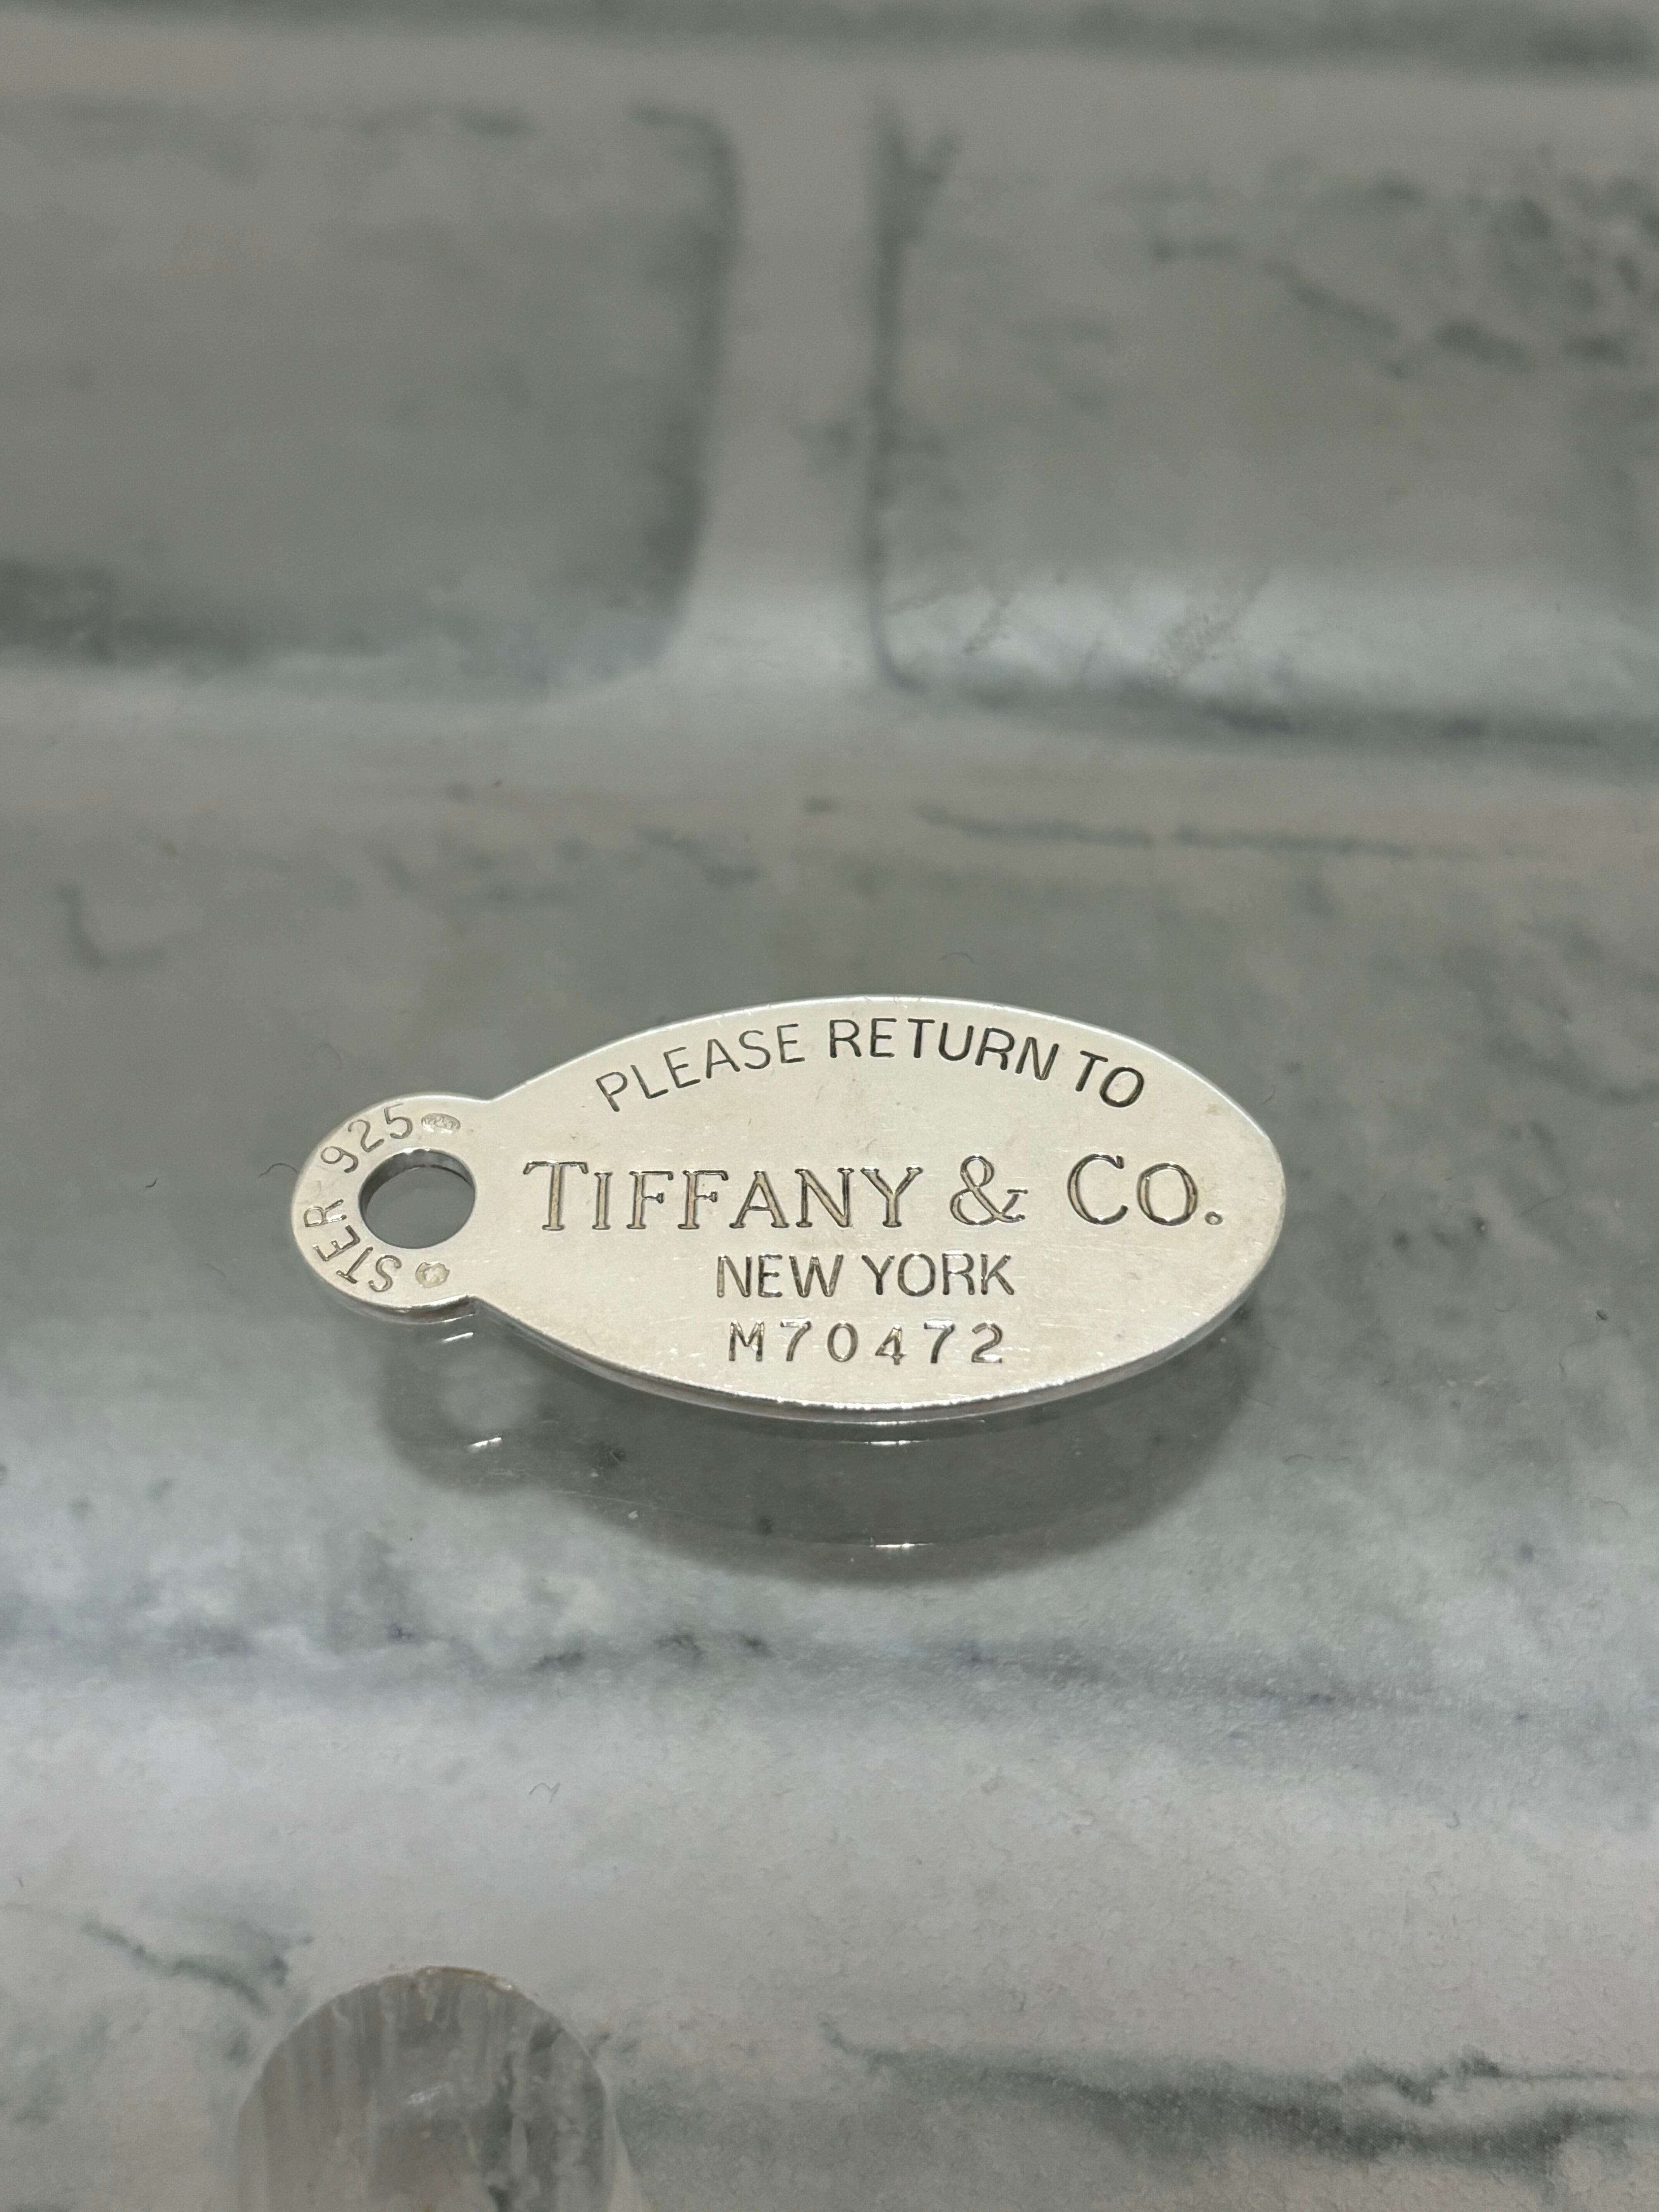 PLEASE RETURN TO
TIFFANY & CO.
NEW YORK
M70472
STER 925